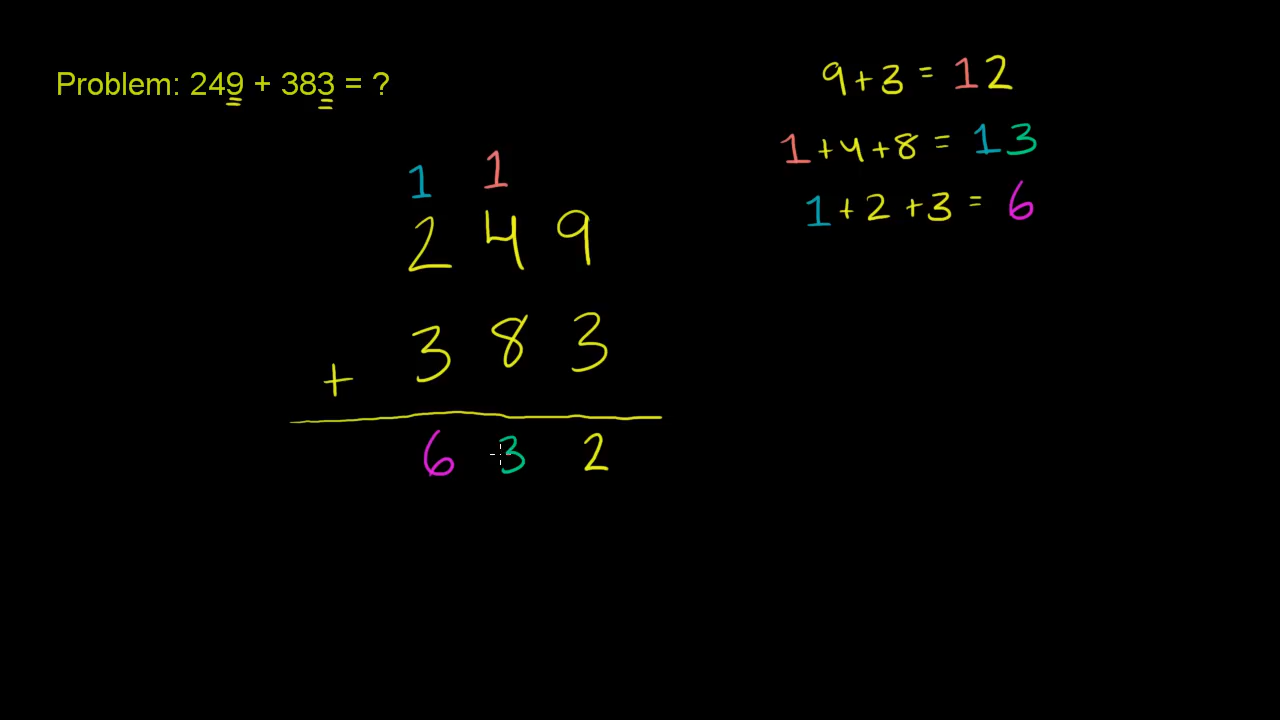 Problem: 249 + 383 = ?
9 + 3 = 12
1 + 4 + 8 = 13
1 + 2 + 3 = 6
1 1
2 4 9
+ 3 8 3
6 3 2